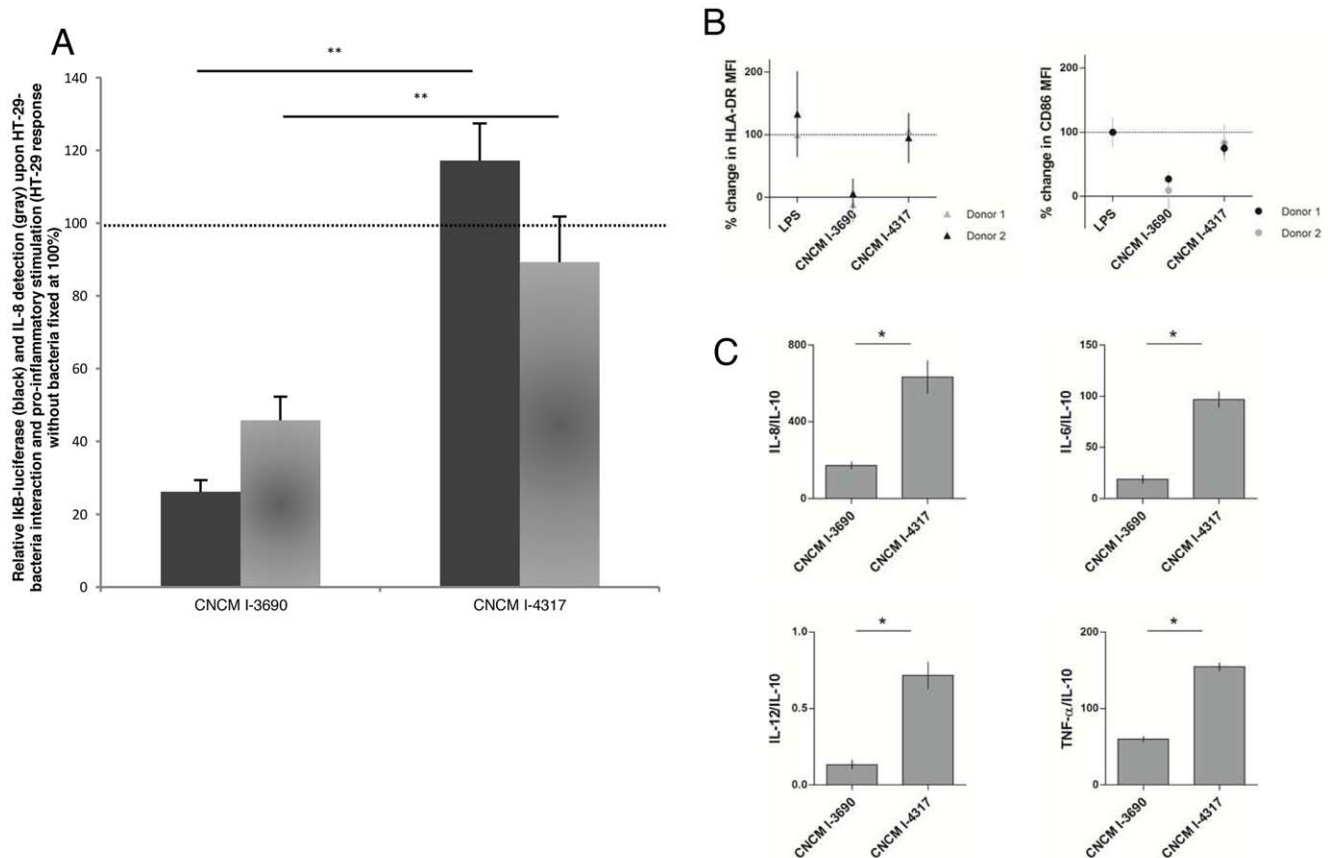 A
**
**
Relative IkB-luciferase (black) and IL-8 detection (gray) upon HT-29-
bacteria interaction and pro-inflammatory stimulation (HT-29 response
without bacteria fixed at 100%)
140
120
100
80
60
40
20
0
CNCM I-3690
CNCM I-4317
B
% change in HLA-DR MFI
200
100
0
LPS
CNCM I-3690
CNCM I-4317
Donor 1
Donor 2
% change in CD86 MFI
200
100
0
LPS
CNCM I-3690
CNCM I-4317
Donor 1
Donor 2
C
IL-8/IL-10
800
400
0
*
CNCM I-3690
CNCM I-4317
IL-6/IL-10
150
100
50
0
*
CNCM I-3690
CNCM I-4317
IL-12/IL-10
1.0
0.5
0.0
*
CNCM I-3690
CNCM I-4317
TNF-α/IL-10
200
100
0
*
CNCM I-3690
CNCM I-4317